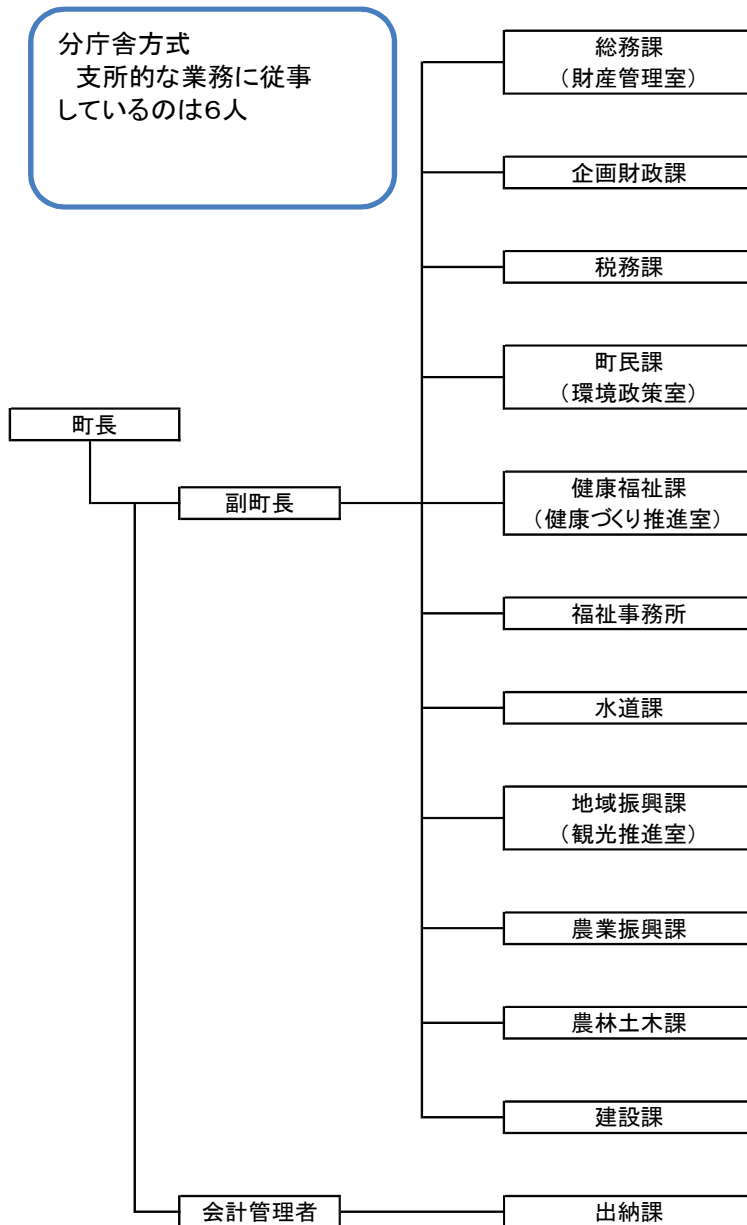 分庁舎方式
支所的な業務に従事
しているのは６人
総務課
（財産管理室）
企画財政課
税務課
町民課
（環境政策室）
町長
副町長
健康福祉課
（健康づくり推進室）
福祉事務所
水道課
地域振興課
（観光推進室）
農業振興課
農林土木課
建設課
会計管理者
出納課